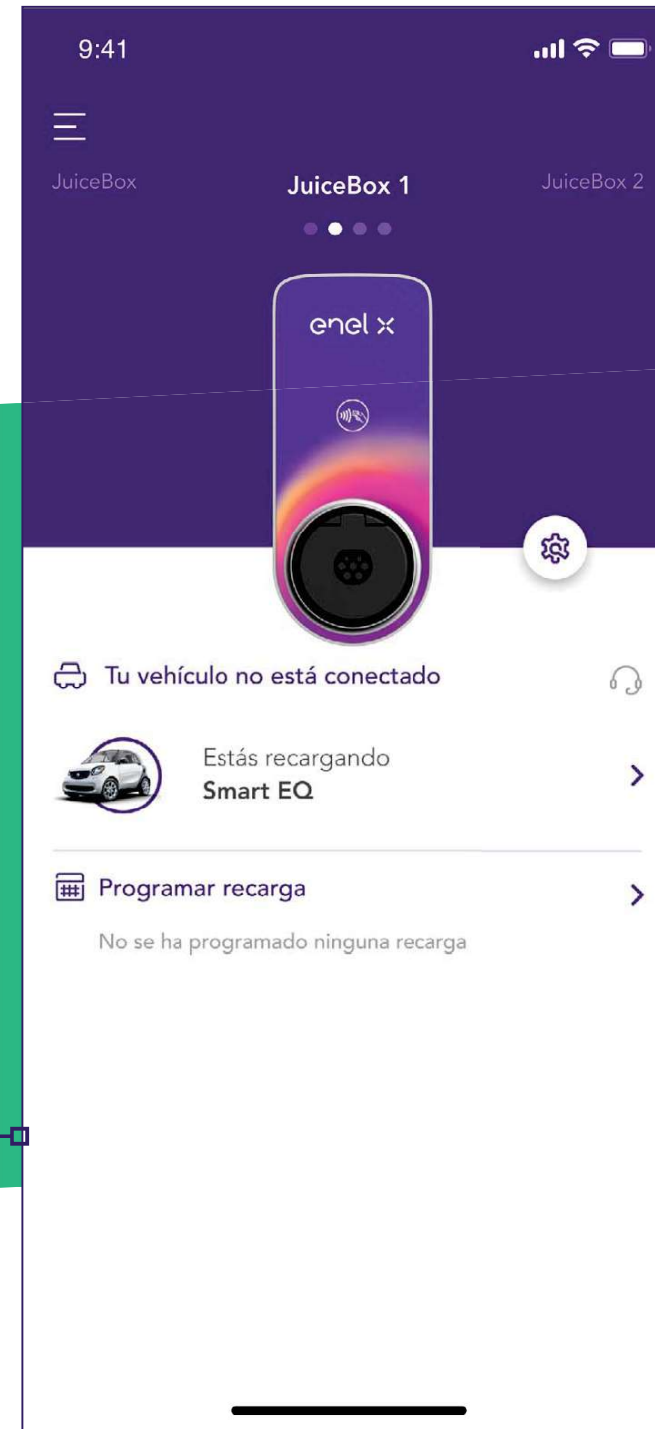 9:41
JuiceBox
JuiceBox 1
JuiceBox 2
enel x
Tu vehículo no está conectado
Estás recargando
Smart EQ
Programar recarga
No se ha programado ninguna recarga